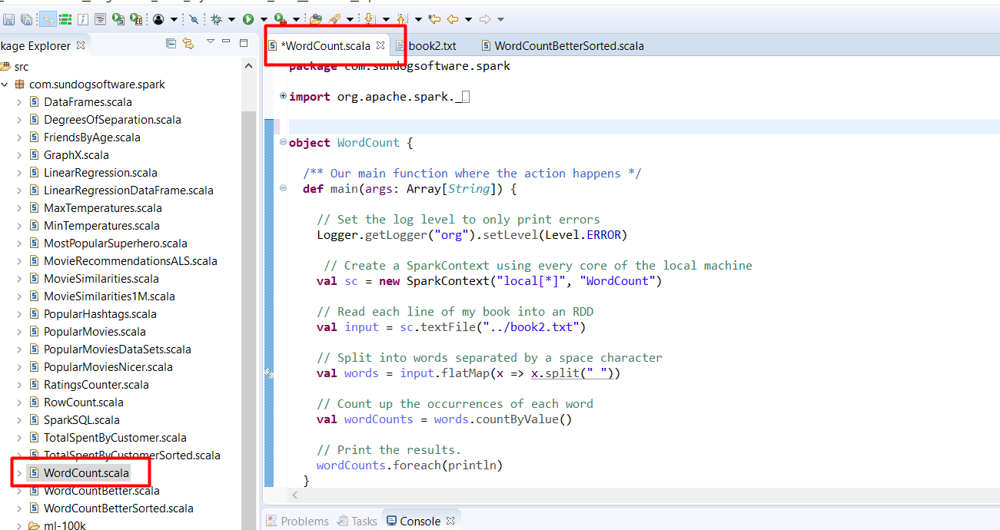 kage Explorer
src
com.sundogsoftware.spark
DataFrames.scala
DegreesOfSeparation.scala
FriendsByAge.scala
GraphX.scala
LinearRegression.scala
LinearRegressionDataFrame.scala
MaxTemperatures.scala
MinTemperatures.scala
MostPopularSuperhero.scala
MovieRecommendationsALS.scala
MovieSimilarities.scala
MovieSimilarities1M.scala
PopularHashtags.scala
PopularMovies.scala
PopularMoviesDataSets.scala
PopularMoviesNicer.scala
RatingsCounter.scala
RowCount.scala
SparkSQL.scala
TotalSpentByCustomer.scala
TotalSpentByCustomerSorted.scala
WordCount.scala
WordCountBetter.scala
WordCountBetterSorted.scala
ml-100k
*WordCount.scala
book2.txt
WordCountBetterSorted.scala
package com.sundogsoftware.spark
import org.apache.spark._
object WordCount {
/** Our main function where the action happens */
def main(args: Array[String]) {
// Set the log level to only print errors
Logger.getLogger("org").setLevel(Level.ERROR)
// Create a SparkContext using every core of the local machine
val sc = new SparkContext("local[*]", "WordCount")
// Read each line of my book into an RDD
val input = sc.textFile("../book2.txt")
// Split into words separated by a space character
val words = input.flatMap(x => x.split(" "))
// Count up the occurrences of each word
val wordCounts = words.countByValue()
// Print the results.
wordCounts.foreach(println)
}
Problems
Tasks
Console